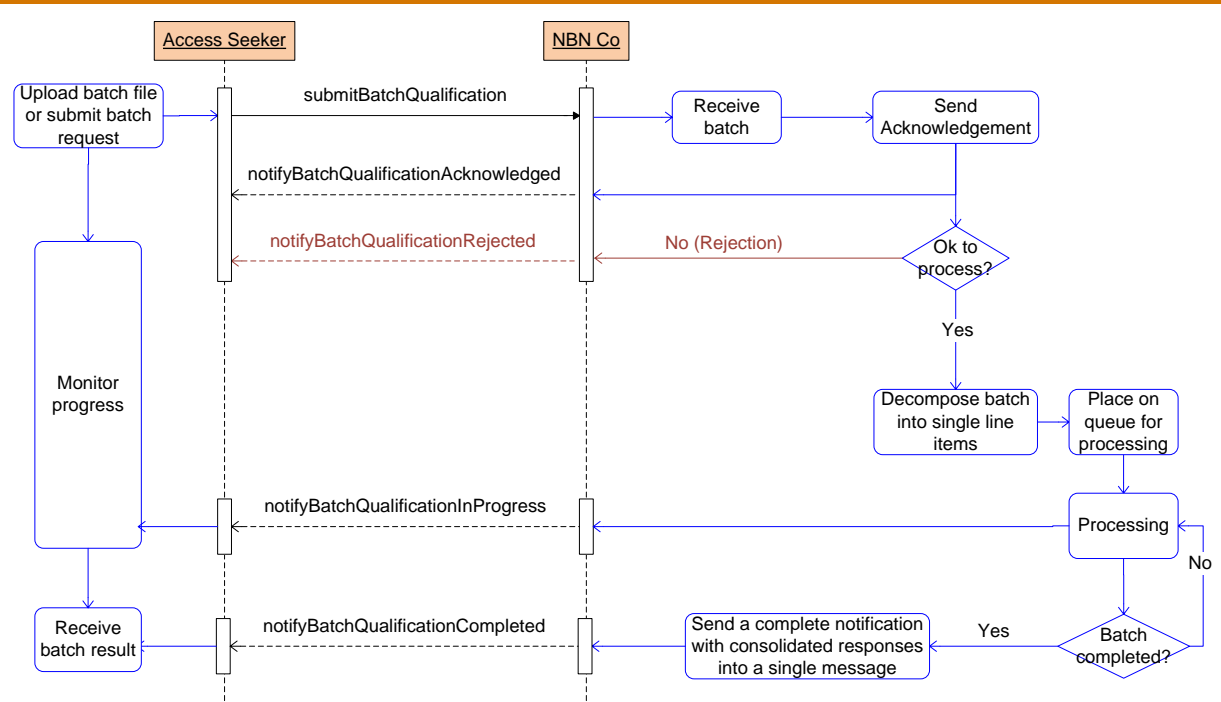 Access Seeker
NBN Co
Upload batch file
or submit batch
request
submitBatchQualification
Receive
batch
Send
Acknowledgement
notifyBatchQualificationAcknowledged
notifyBatchQualificationRejected
No (Rejection)
Ok to
process?
Yes
Monitor
progress
Decompose batch
into single line
items
Place on
queue for
processing
notifyBatchQualificationInProgress
Processing
No
Receive
batch result
notifyBatchQualificationCompleted
Send a complete notification
with consolidated responses
into a single message
Yes
Batch
completed?